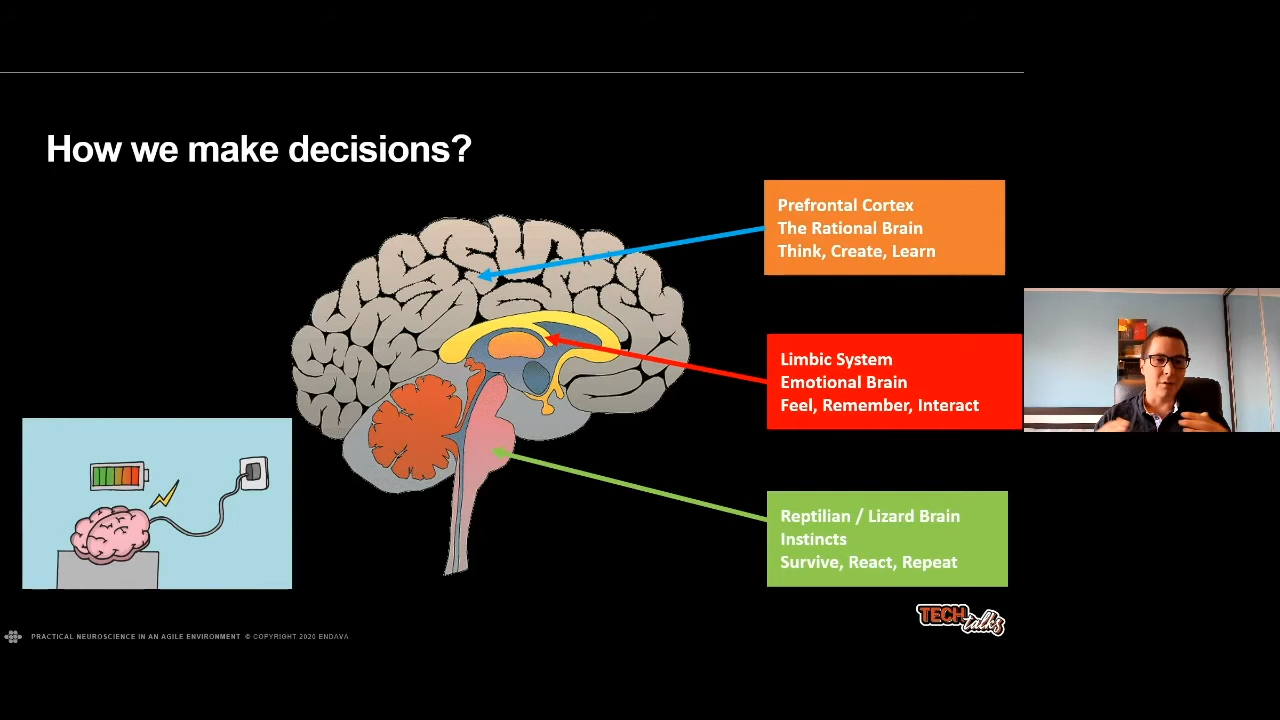 How we make decisions?
Prefrontal Cortex
The Rational Brain
Think, Create, Learn
Limbic System
Emotional Brain
Feel, Remember, Interact
Reptilian / Lizard Brain
Instincts
Survive, React, Repeat
TECH
talks
PRACTICAL NEUROSCIENCE IN AN AGILE ENVIRONMENT © COPYRIGHT 2020 ENDAVA